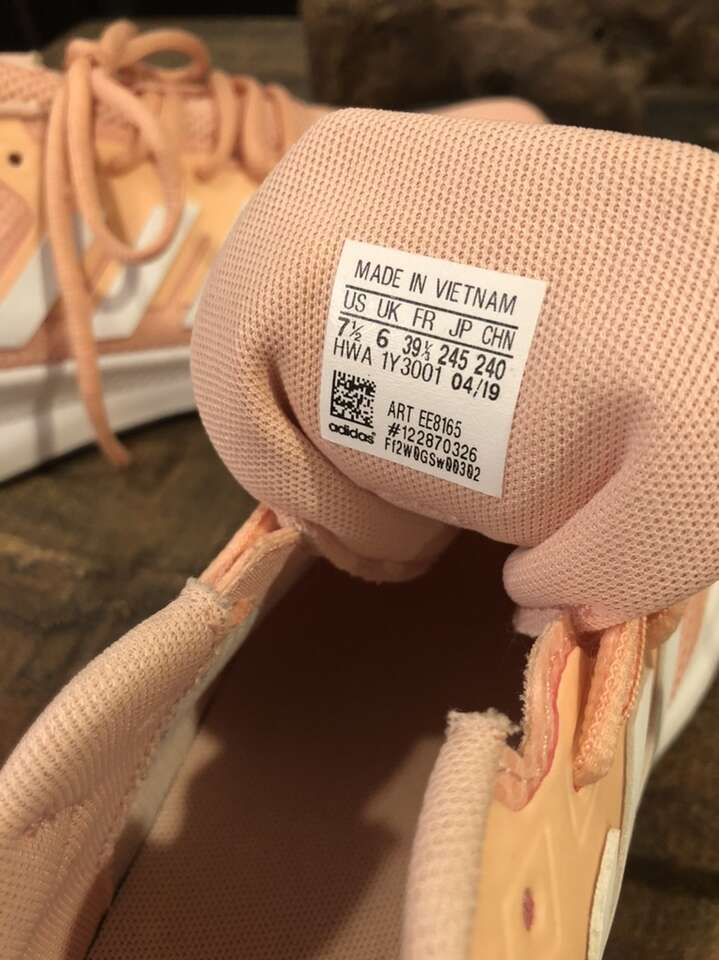 MADE IN VIETNAM
US UK FR JP CHN
7½ 6 39⅓ 245 240
HWA 1Y3001 04/19
ART EE8165
#122870326
Ff2W0GSw00302
adidas